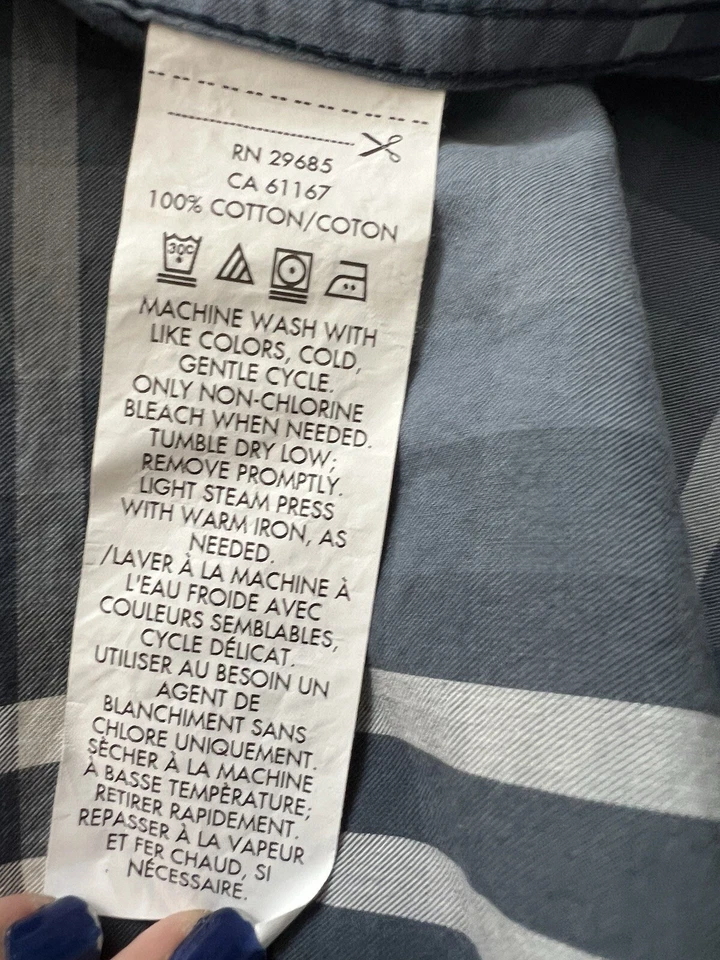 RN 29685
CA 61167
100% COTTON/COTON
30C
MACHINE WASH WITH
LIKE COLORS, COLD,
GENTLE CYCLE.
ONLY NON-CHLORINE
BLEACH WHEN NEEDED.
TUMBLE DRY LOW;
REMOVE PROMPTLY.
LIGHT STEAM PRESS
WITH WARM IRON, AS
NEEDED.
/LAVER À LA MACHINE À
L'EAU FROIDE AVEC
COULEURS SEMBLABLES,
CYCLE DÉLICAT.
UTILISER AU BESOIN UN
AGENT DE
BLANCHIMENT SANS
CHLORE UNIQUEMENT.
SÈCHER À LA MACHINE
À BASSE TEMPÈRATURE;
RETIRER RAPIDEMENT.
REPASSER À LA VAPEUR
ET FER CHAUD, SI
NÉCESSAIRE.